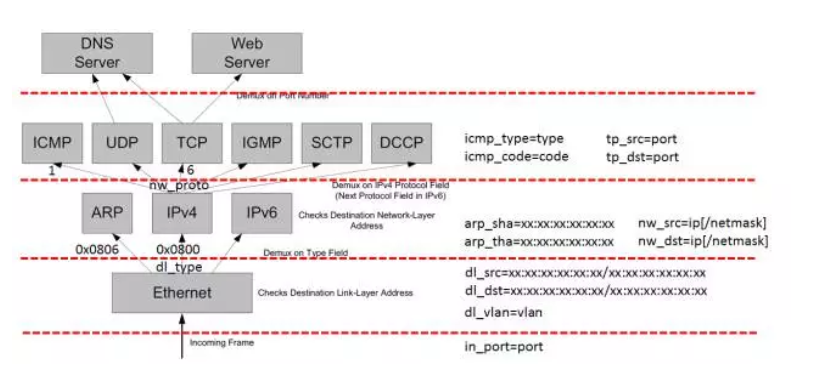 DNS
Server
Web
Server
Demux on Port Number
ICMP
UDP
TCP
IGMP
SCTP
DCCP
icmp_type=type tp_src=port
icmp_code=code tp_dst=port
1
6
nw_proto
Demux on IPv4 Protocol Field
(Next Protocol Field in IPv6)
ARP
IPv4
IPv6
Checks Destination Network-Layer
Address
arp_sha=xx:xx:xx:xx:xx:xx nw_src=ip[/netmask]
arp_tha=xx:xx:xx:xx:xx:xx nw_dst=ip[/netmask]
0x0806
0x0800
Demux on Type Field
dl_type
Ethernet
Checks Destination Link-Layer Address
dl_src=xx:xx:xx:xx:xx:xx/xx:xx:xx:xx:xx:xx
dl_dst=xx:xx:xx:xx:xx:xx/xx:xx:xx:xx:xx:xx
dl_vlan=vlan
Incoming Frame
in_port=port